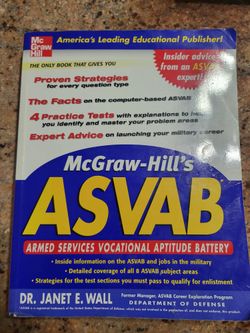 Mc
Graw
Hill
America's Leading Educational Publisher!
THE ONLY BOOK THAT GIVES YOU
Insider advice
from an ASVAB
expert!
Proven Strategies
for every question type
The Facts on the computer-based ASVAB
4 Practice Tests with explanations to help
you identify and master your problem areas
Expert Advice on launching your military career
McGraw-Hill's
ASVAB
ARMED SERVICES VOCATIONAL APTITUDE BATTERY
• Inside information on the ASVAB and jobs in the military
• Detailed coverage of all 8 ASVAB subject areas
• Strategies for the test sections you must pass to qualify for enlistment
DR. JANET E. WALL
Former Manager, ASVAB Career Exploration Program
DEPARTMENT OF DEFENSE